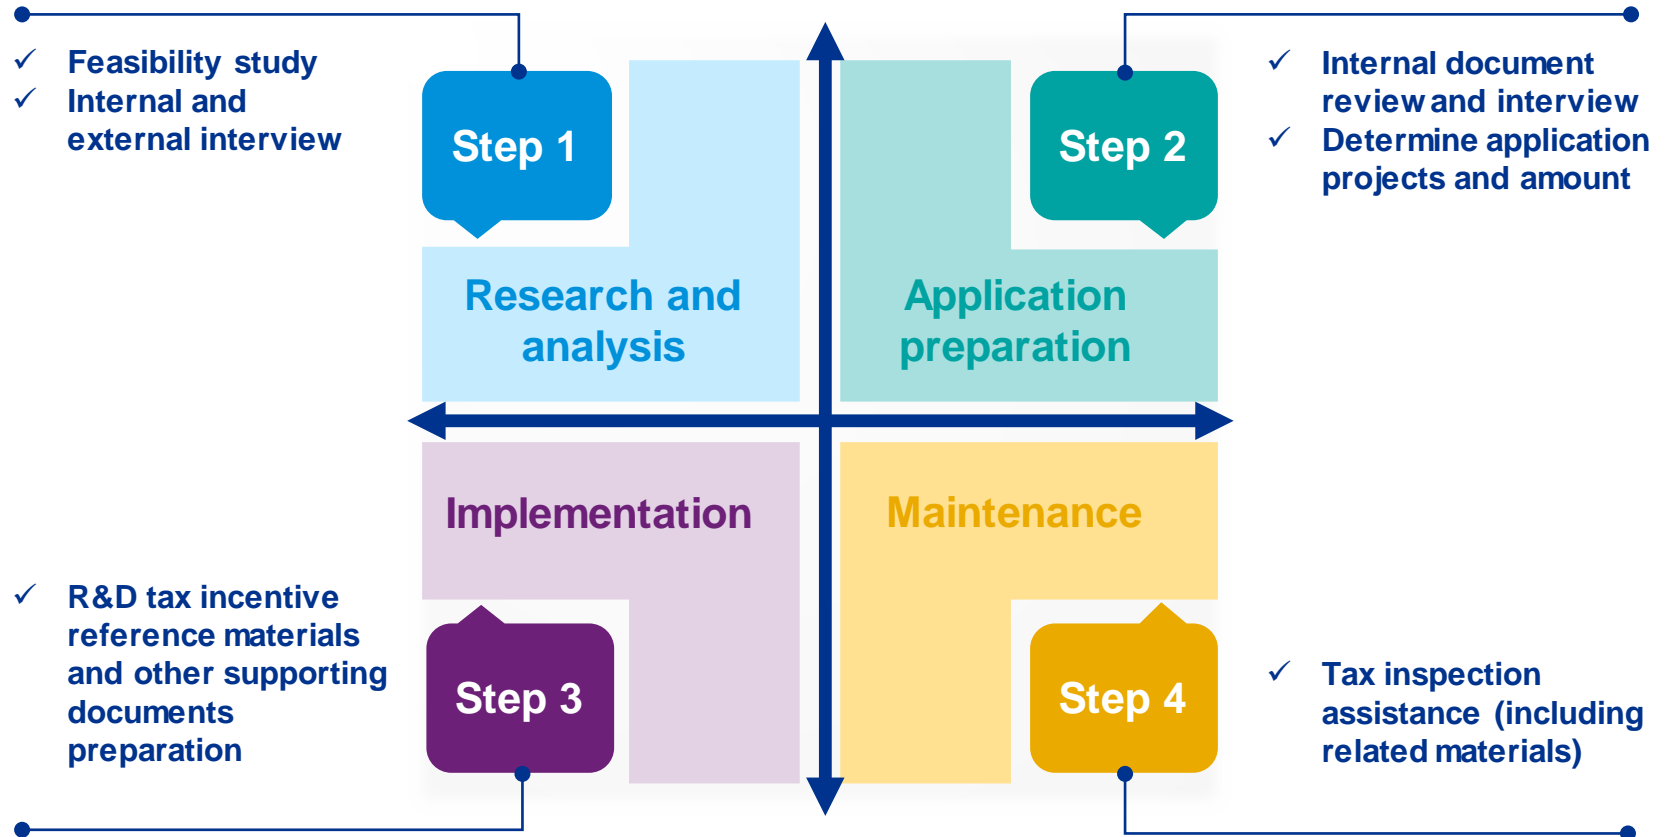 ✓ Feasibility study
✓ Internal and
external interview
Step 1
Research and
analysis
Step 2
✓ Internal document
review and interview
✓ Determine application
projects and amount
Application
preparation
Implementation
Step 3
✓ R&D tax incentive
reference materials
and other supporting
documents
preparation
Maintenance
Step 4
✓ Tax inspection
assistance (including
related materials)